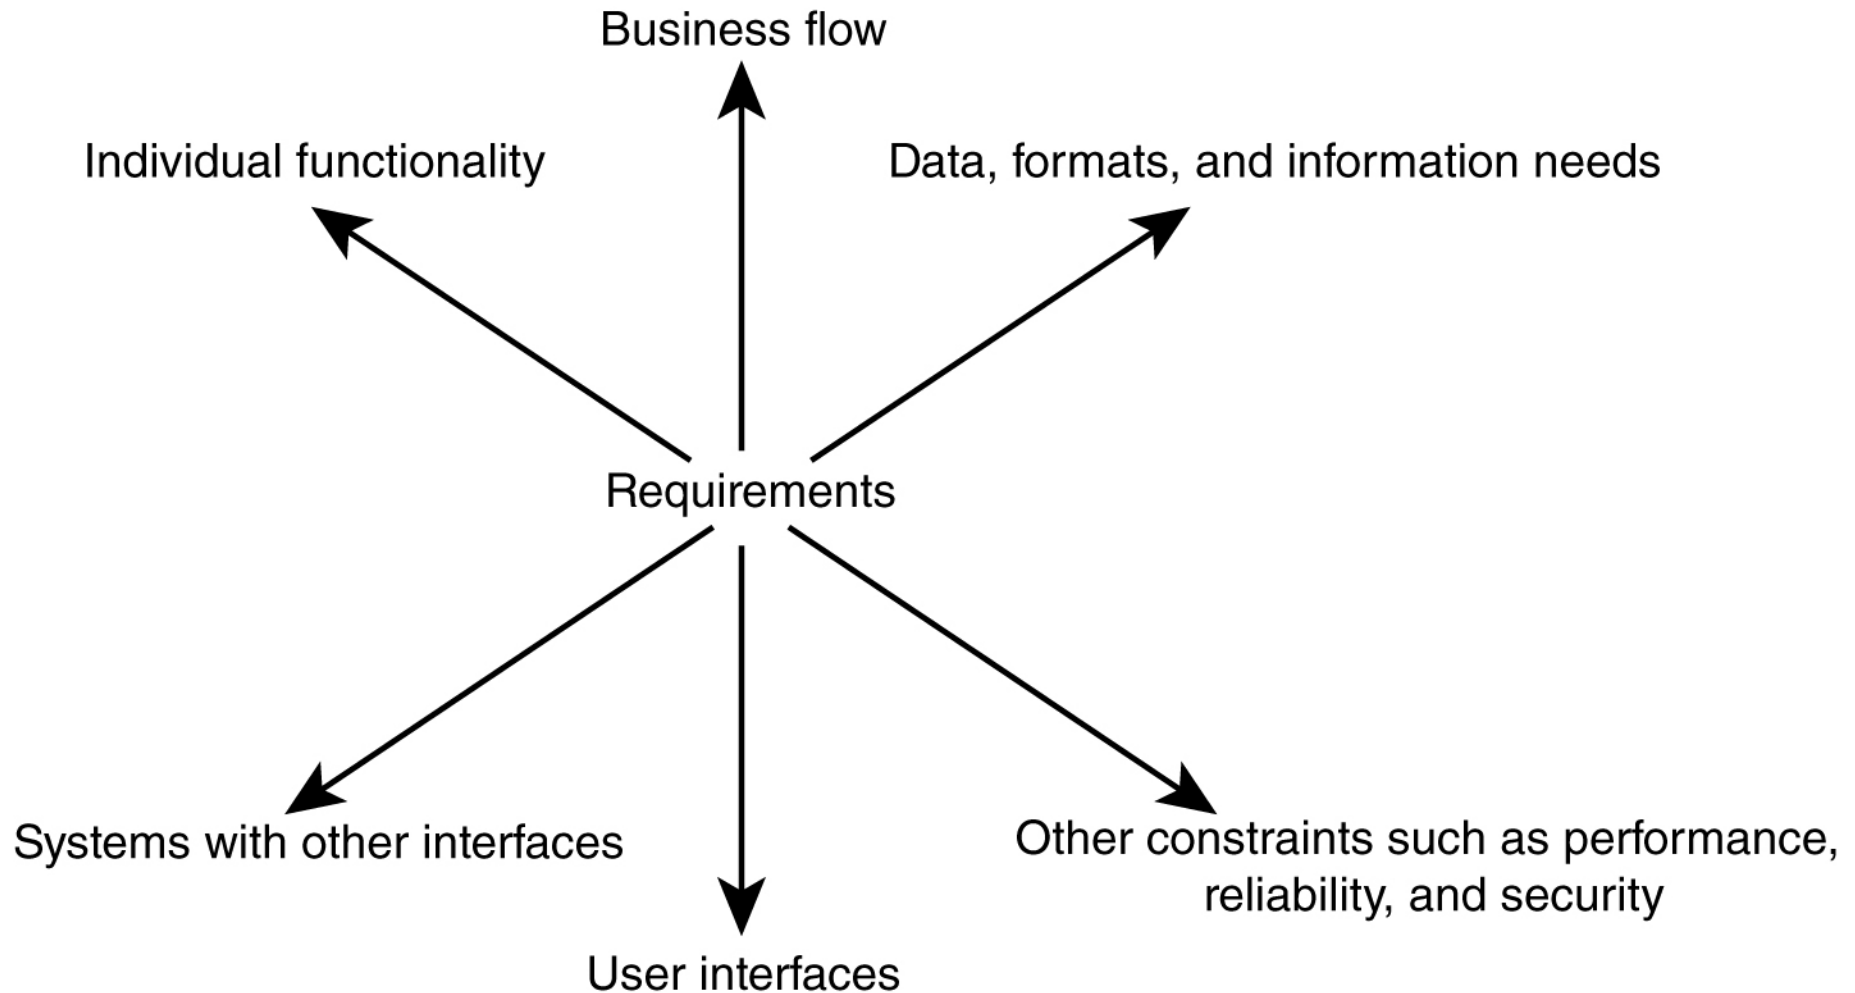 Business flow
Individual functionality
Data, formats, and information needs
Requirements
Systems with other interfaces
Other constraints such as performance,
reliability, and security
User interfaces